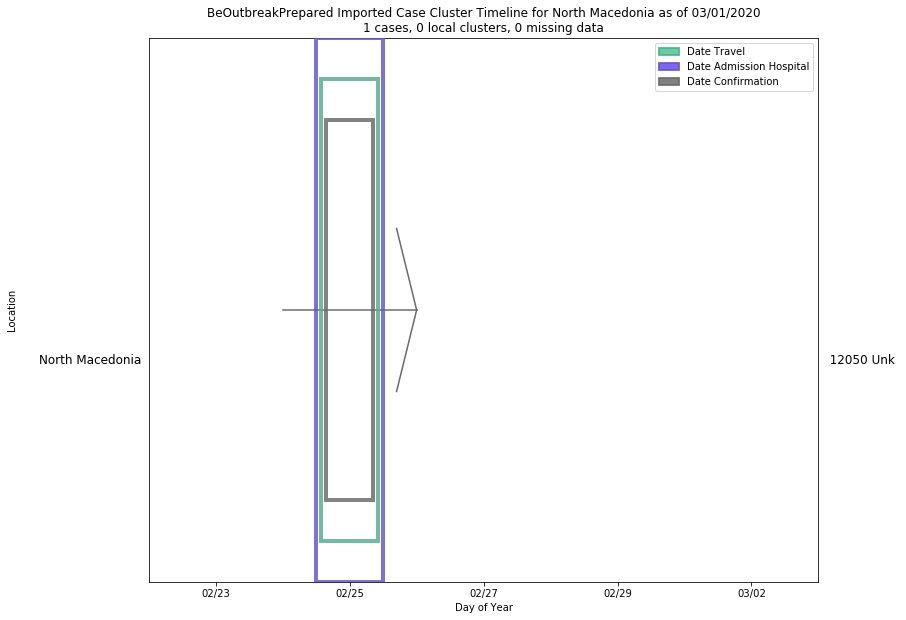 BeOutbreakPrepared Imported Case Cluster Timeline for North Macedonia as of 03/01/2020
1 cases, 0 local clusters, 0 missing data
Date Travel
Date Admission Hospital
Date Confirmation
Location
North Macedonia
12050 Unk
02/23 02/25 02/27 02/29 03/02
Day of Year